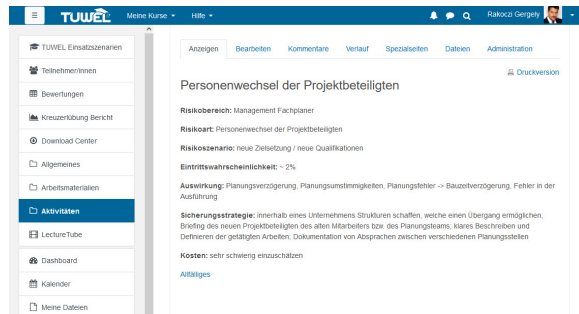 TUWEL Meine Kurse Hilfe Rakoczi Gergely
TUWEL Einsatzszenarien
Teilnehmer/innen
Bewertungen
Kreuzerlübung Bericht
Download Center
Allgemeines
Arbeitsmaterialien
Aktivitäten
LectureTube
Dashboard
Kalender
Meine Dateien
Anzeigen Bearbeiten Kommentare Verlauf Spezialseiten Dateien Administration
Druckversion
Personenwechsel der Projektbeteiligten
Risikobereich: Management Fachplaner
Risikoart: Personenwechsel der Projektbeteiligten
Risikoszenario: neue Zielsetzung / neue Qualifikationen
Eintrittswahrscheinlichkeit: ~ 2%
Auswirkung: Planungsverzögerung, Planungsumstimmigkeiten, Planungsfehler -> Bauzeitverzögerung, Fehler in der
Ausführung
Sicherungsstrategie: innerhalb eines Unternehmens Strukturen schaffen, welche einen Übergang ermöglichen;
Briefing des neuen Projektbeteiligten des alten Mitarbeiters bzw. des Planungsteams; klares Beschreiben und
Definieren der getätigten Arbeiten; Dokumentation von Absprachen zwischen verschiedenen Planungsstellen
Kosten: sehr schwierig einzuschätzen
Allfälliges